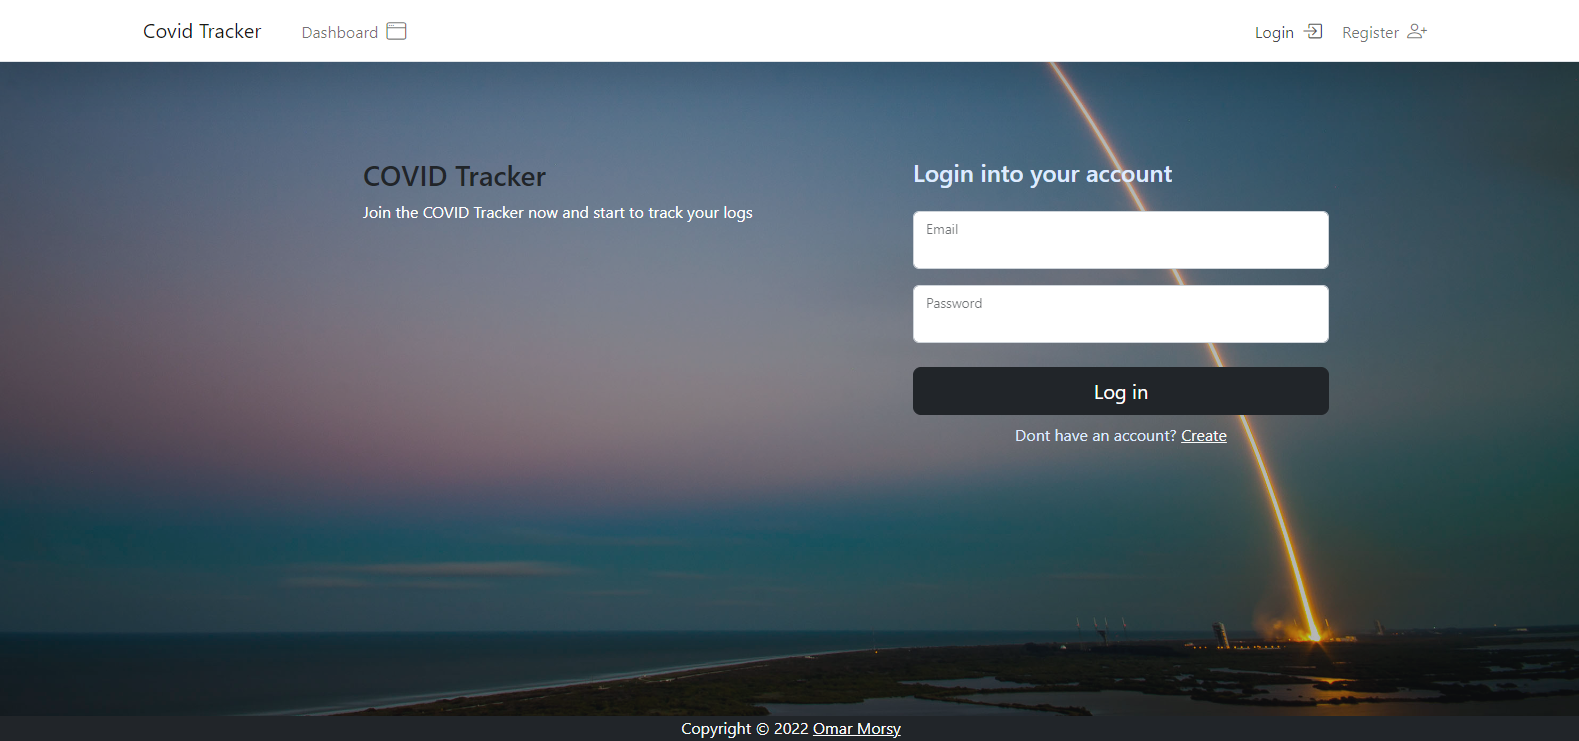 Covid Tracker Dashboard Login Register
COVID Tracker
Join the COVID Tracker now and start to track your logs
Login into your account
Email
Password
Log in
Dont have an account? Create
Copyright © 2022 Omar Morsy